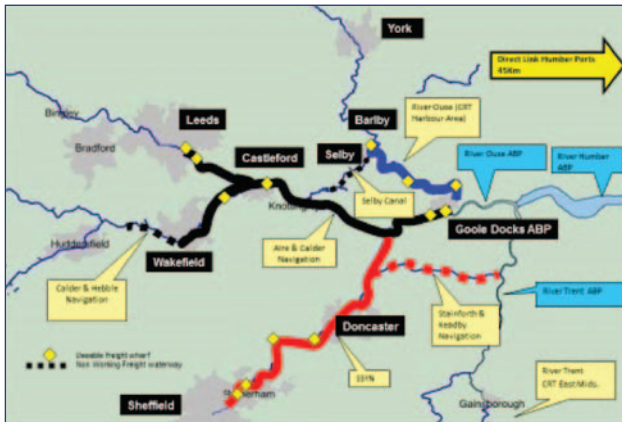 York
Direct Link Humber Ports
45Km
Bingley
Leeds
Bradford
Barlby
River Ouse (CRT
Harbour Area)
Castleford
Selby
River Ouse ABP
River Humber
ABP
Selby Canal
Goole Docks ABP
Huddersfield
Wakefield
Aire & Calder
Navigation
Calder & Hebble
Navigation
River Trent ABP
Stainforth &
Keadby
Navigation
Doncaster
Useable freight wharf
Non Working Freight waterway
SSYN
River Trent
CRT East Mids.
Sheffield
Gainsborough